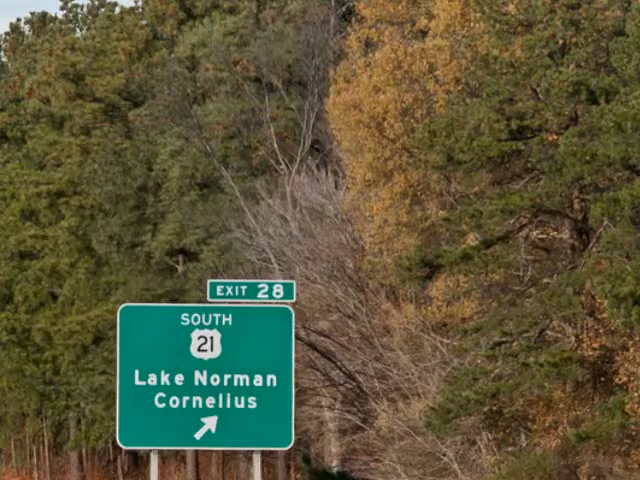 EXIT 28
SOUTH
21
Lake Norman
Cornelius